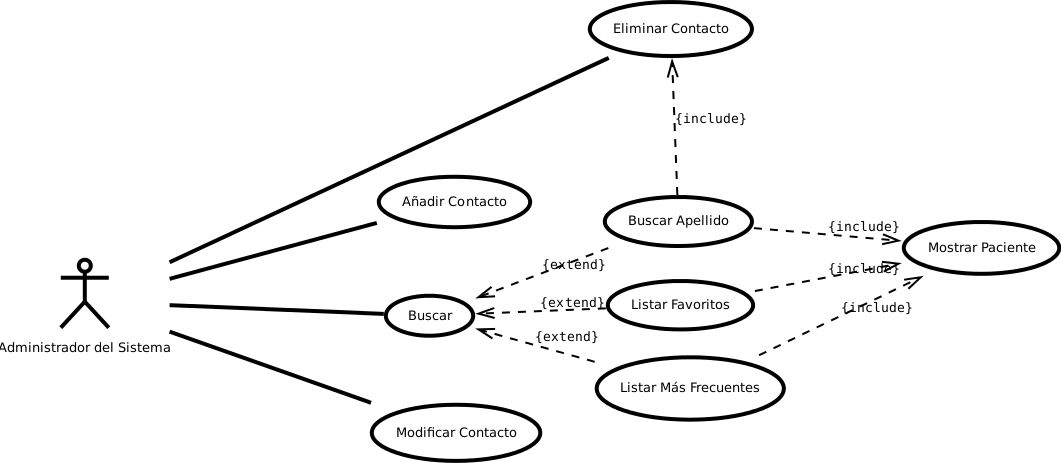 Eliminar Contacto
{include}
Añadir Contacto
Buscar Apellido
{include}
Mostrar Paciente
{extend}
{include}
Listar Favoritos
{extend}
{include}
Buscar
{extend}
Administrador del Sistema
Listar Más Frecuentes
Modificar Contacto